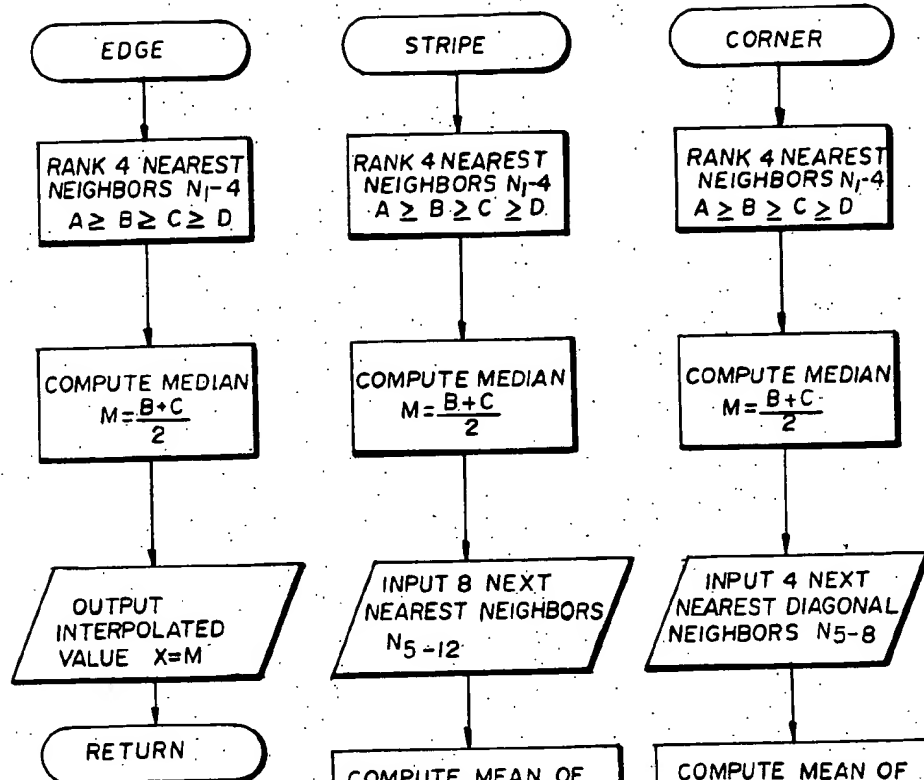 EDGE
RANK 4 NEAREST
NEIGHBORS N1-4
A ≥ B ≥ C ≥ D
COMPUTE MEDIAN
M = B+C
2
OUTPUT
INTERPOLATED
VALUE X=M
RETURN
STRIPE
RANK 4 NEAREST
NEIGHBORS N1-4
A ≥ B ≥ C ≥ D
COMPUTE MEDIAN
M = B+C
2
INPUT 8 NEXT
NEAREST NEIGHBORS
N5-12
COMPUTE MEAN OF
CORNER
RANK 4 NEAREST
NEIGHBORS N1-4
A ≥ B ≥ C ≥ D
COMPUTE MEDIAN
M = B+C
2
INPUT 4 NEXT
NEAREST DIAGONAL
NEIGHBORS N5-8
COMPUTE MEAN OF